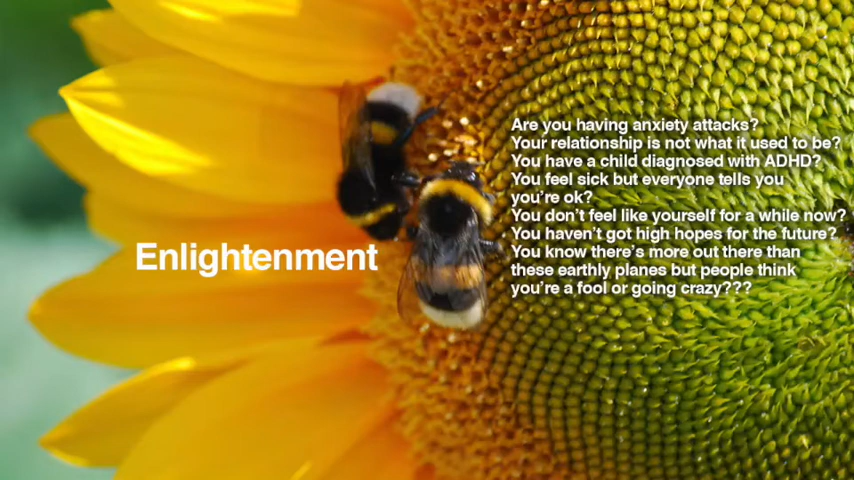 Enlightenment
Are you having anxiety attacks?
Your relationship is not what it used to be?
You have a child diagnosed with ADHD?
You feel sick but everyone tells you
you're ok?
You don't feel like yourself for a while now?
You haven't got high hopes for the future?
You know there's more out there than
these earthly planes but people think
you're a fool or going crazy???